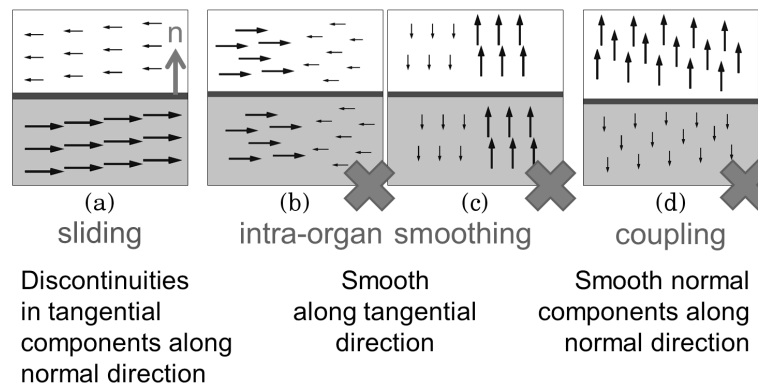 n
(a) (b) (c) (d)
sliding intra-organ smoothing coupling
Discontinuities
in tangential
components along
normal direction
Smooth
along tangential
direction
Smooth normal
components along
normal direction